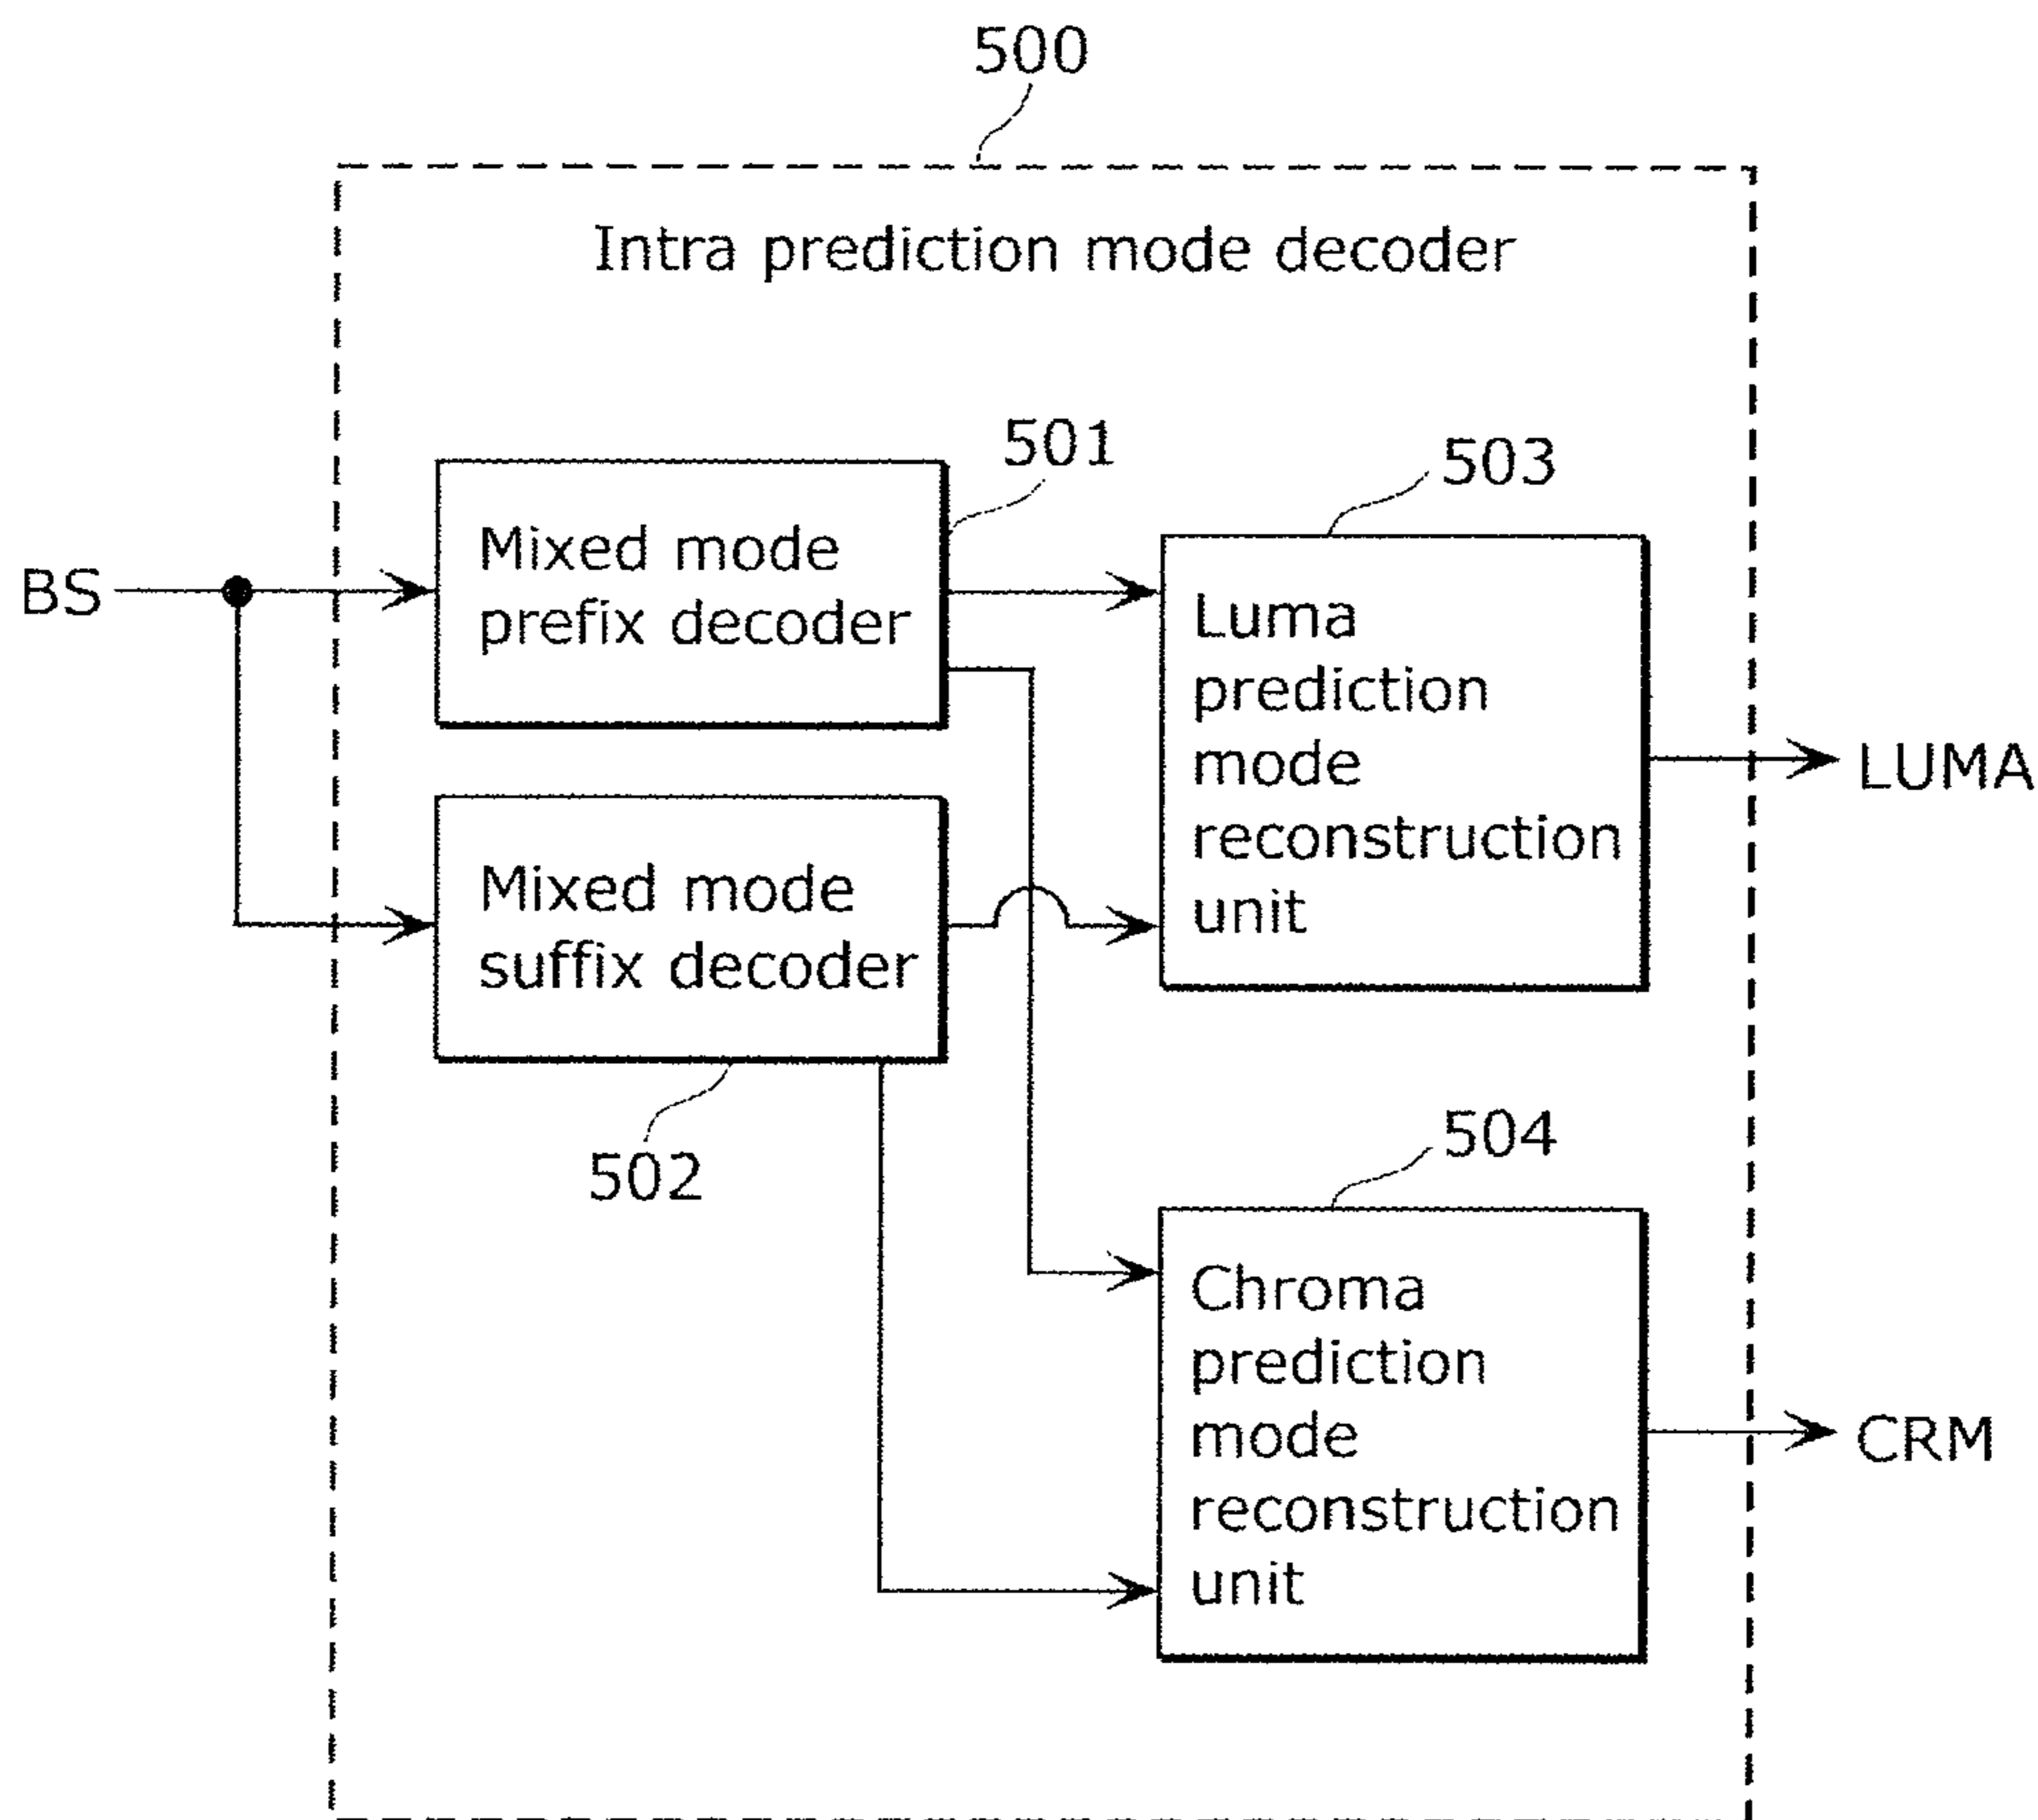 500
Intra prediction mode decoder
501
503
BS
Mixed mode
prefix decoder
Luma
prediction
mode
reconstruction
unit
LUMA
Mixed mode
suffix decoder
502
504
Chroma
prediction
mode
reconstruction
unit
CRM